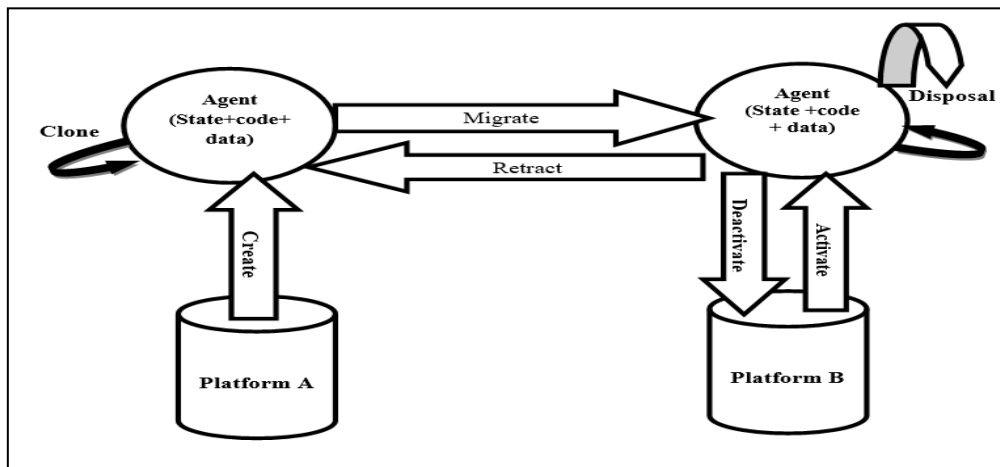 Agent
(State+code+
data)
Clone
Migrate
Retract
Agent
(State +code
+ data)
Disposal
Create
Deactivate
Activate
Platform A
Platform B